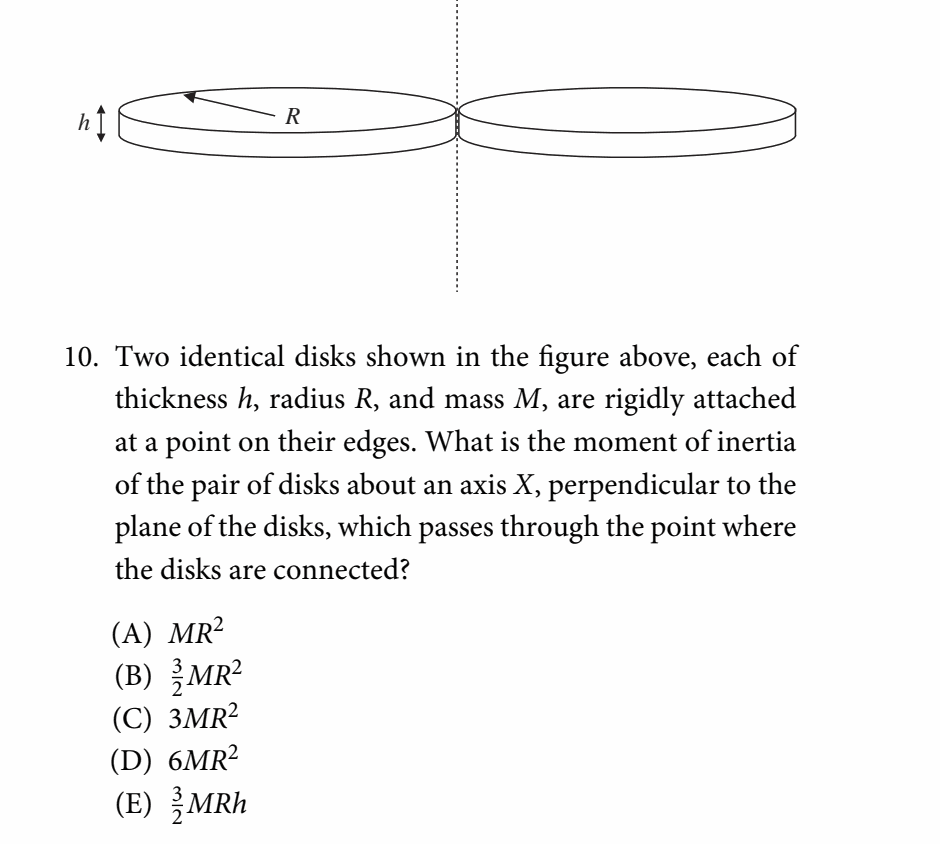 h
R
10. Two identical disks shown in the figure above, each of
thickness h, radius R, and mass M, are rigidly attached
at a point on their edges. What is the moment of inertia
of the pair of disks about an axis X, perpendicular to the
plane of the disks, which passes through the point where
the disks are connected?
(A) MR²
(B) 3/2 MR²
(C) 3MR²
(D) 6MR²
(E) 3/2 MRh